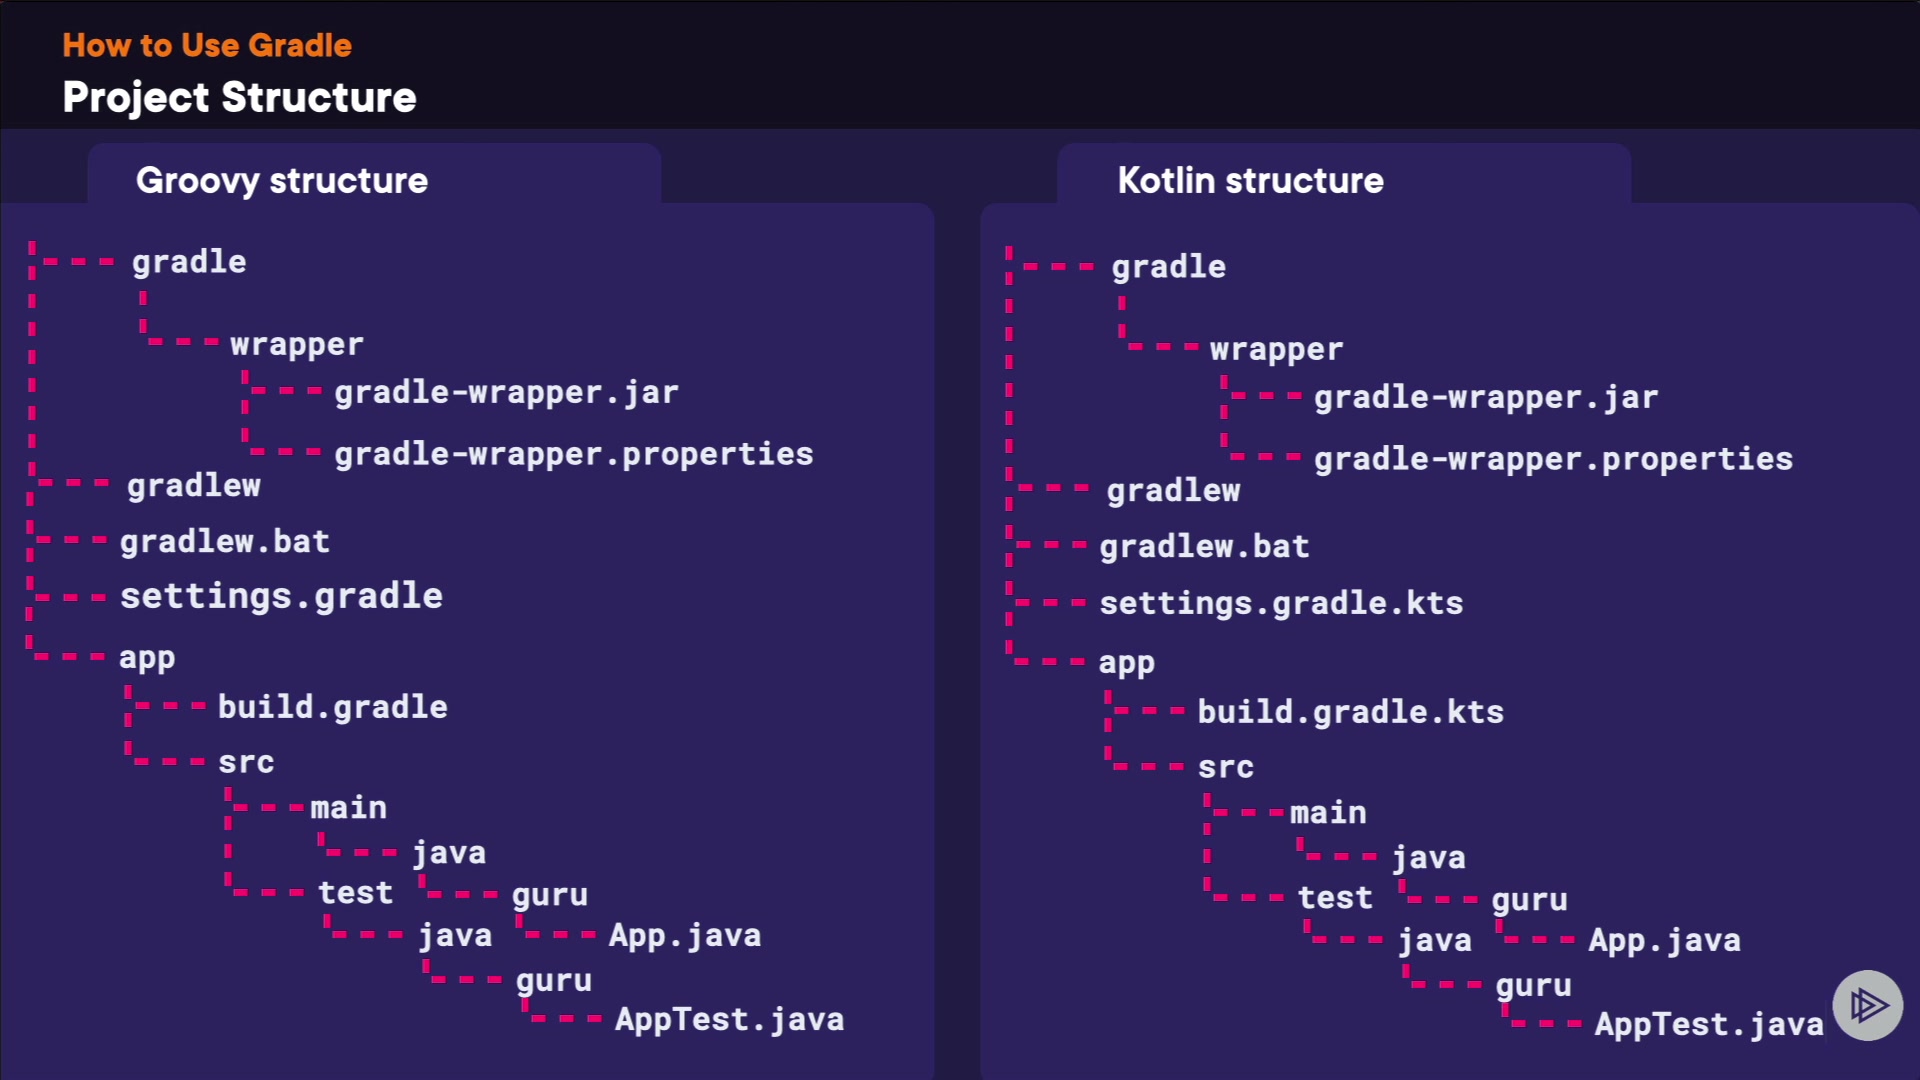 How to Use Gradle
Project Structure
Groovy structure
gradle
wrapper
gradle-wrapper.jar
gradle-wrapper.properties
gradlew
gradlew.bat
settings.gradle
app
build.gradle
src
main
java
guru
App.java
test
java
guru
AppTest.java
Kotlin structure
gradle
wrapper
gradle-wrapper.jar
gradle-wrapper.properties
gradlew
gradlew.bat
settings.gradle.kts
app
build.gradle.kts
src
main
java
guru
App.java
test
java
guru
AppTest.java